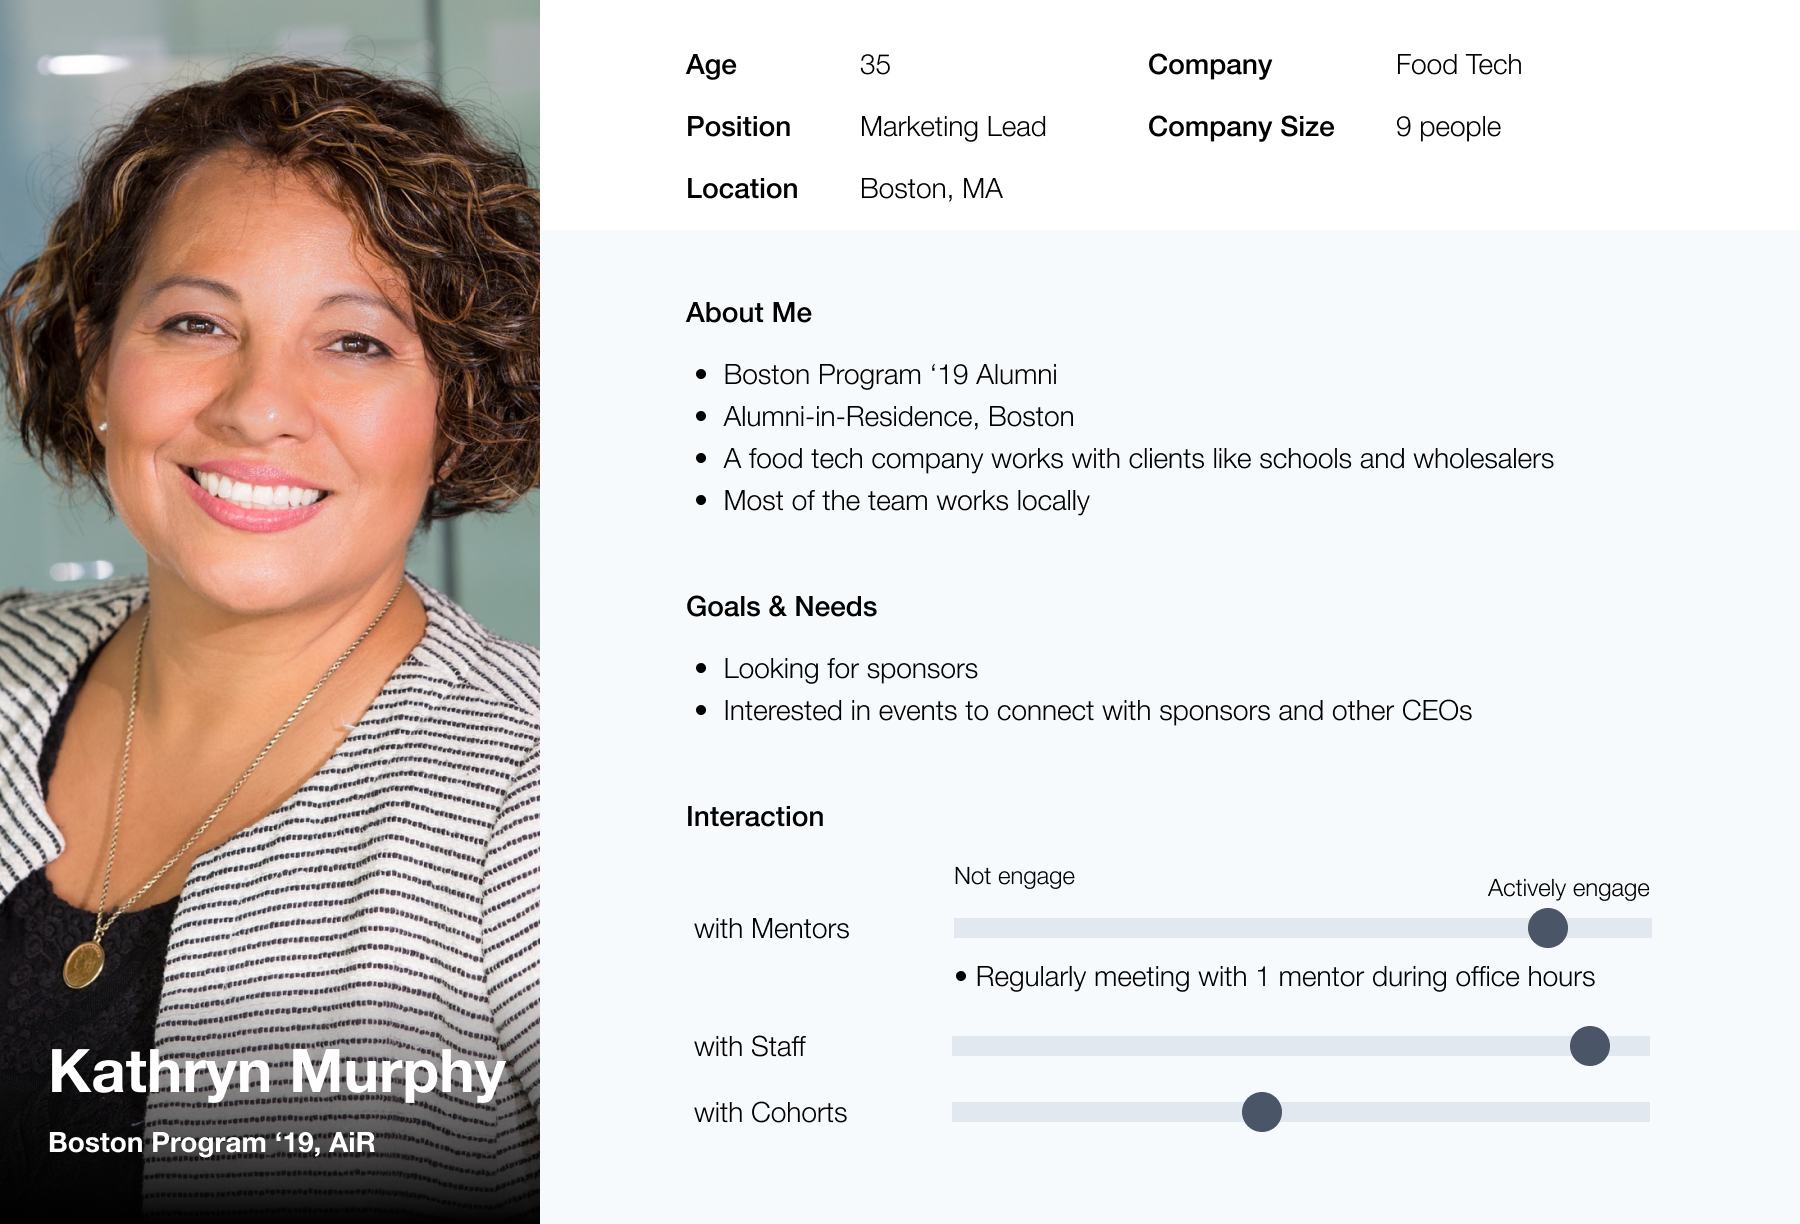 Age 35 Company Food Tech
Position Marketing Lead Company Size 9 people
Location Boston, MA
About Me
• Boston Program ‘19 Alumni
• Alumni-in-Residence, Boston
• A food tech company works with clients like schools and wholesalers
• Most of the team works locally
Goals & Needs
• Looking for sponsors
• Interested in events to connect with sponsors and other CEOs
Interaction
Not engage Actively engage
with Mentors
• Regularly meeting with 1 mentor during office hours
with Staff
with Cohorts
Kathryn Murphy
Boston Program ‘19, AiR